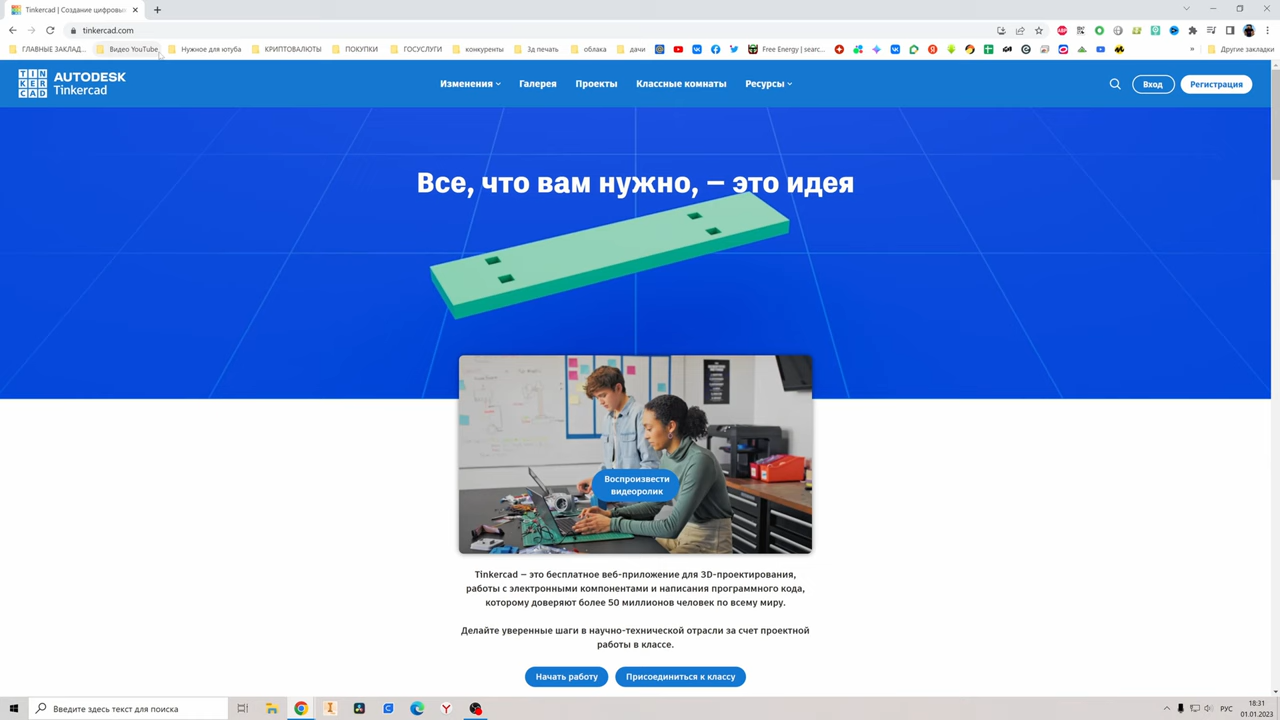 Tinkercad | Создание цифровых
tinkercad.com
ГЛАВНЫЕ ЗАКЛАД... Видео YouTube Нужное для ютуба КРИПТОВАЛЮТЫ ПОКУПКИ ГОСУСЛУГИ конкуренты 3д печать облака дачи Free Energy | searc... » Другие закладки
TIN KER CAD
AUTODESK
Tinkercad
Изменения Галерея Проекты Классные комнаты Ресурсы Вход Регистрация
Все, что вам нужно, — это идея
Воспроизвести
видеоролик
Tinkercad — это бесплатное веб-приложение для 3D-проектирования,
работы с электронными компонентами и написания программного кода,
которому доверяют более 50 миллионов человек по всему миру.
Делайте уверенные шаги в научно-технической отрасли за счет проектной
работы в классе.
Начать работу Присоединиться к классу
Введите здесь текст для поиска
РУС
18:31
01.01.2023